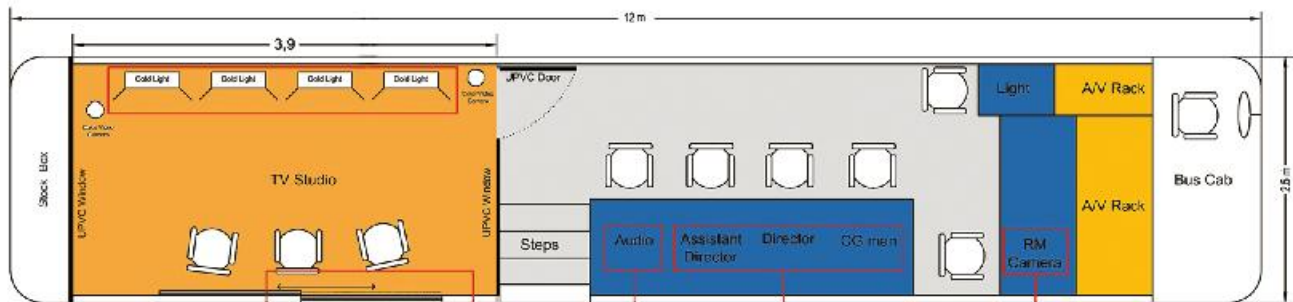 12 m
3,9
Cold Light
Cold Light
Cold Light
Cold Light
UPVC Door
Light
A/V Rack
Stock Box
UPVC Window
TV Studio
UPVC Window
Bus Cab
2.5 m
A/V Rack
Steps
Audio
Assistant
Director
Director
CG man
RM
Camera